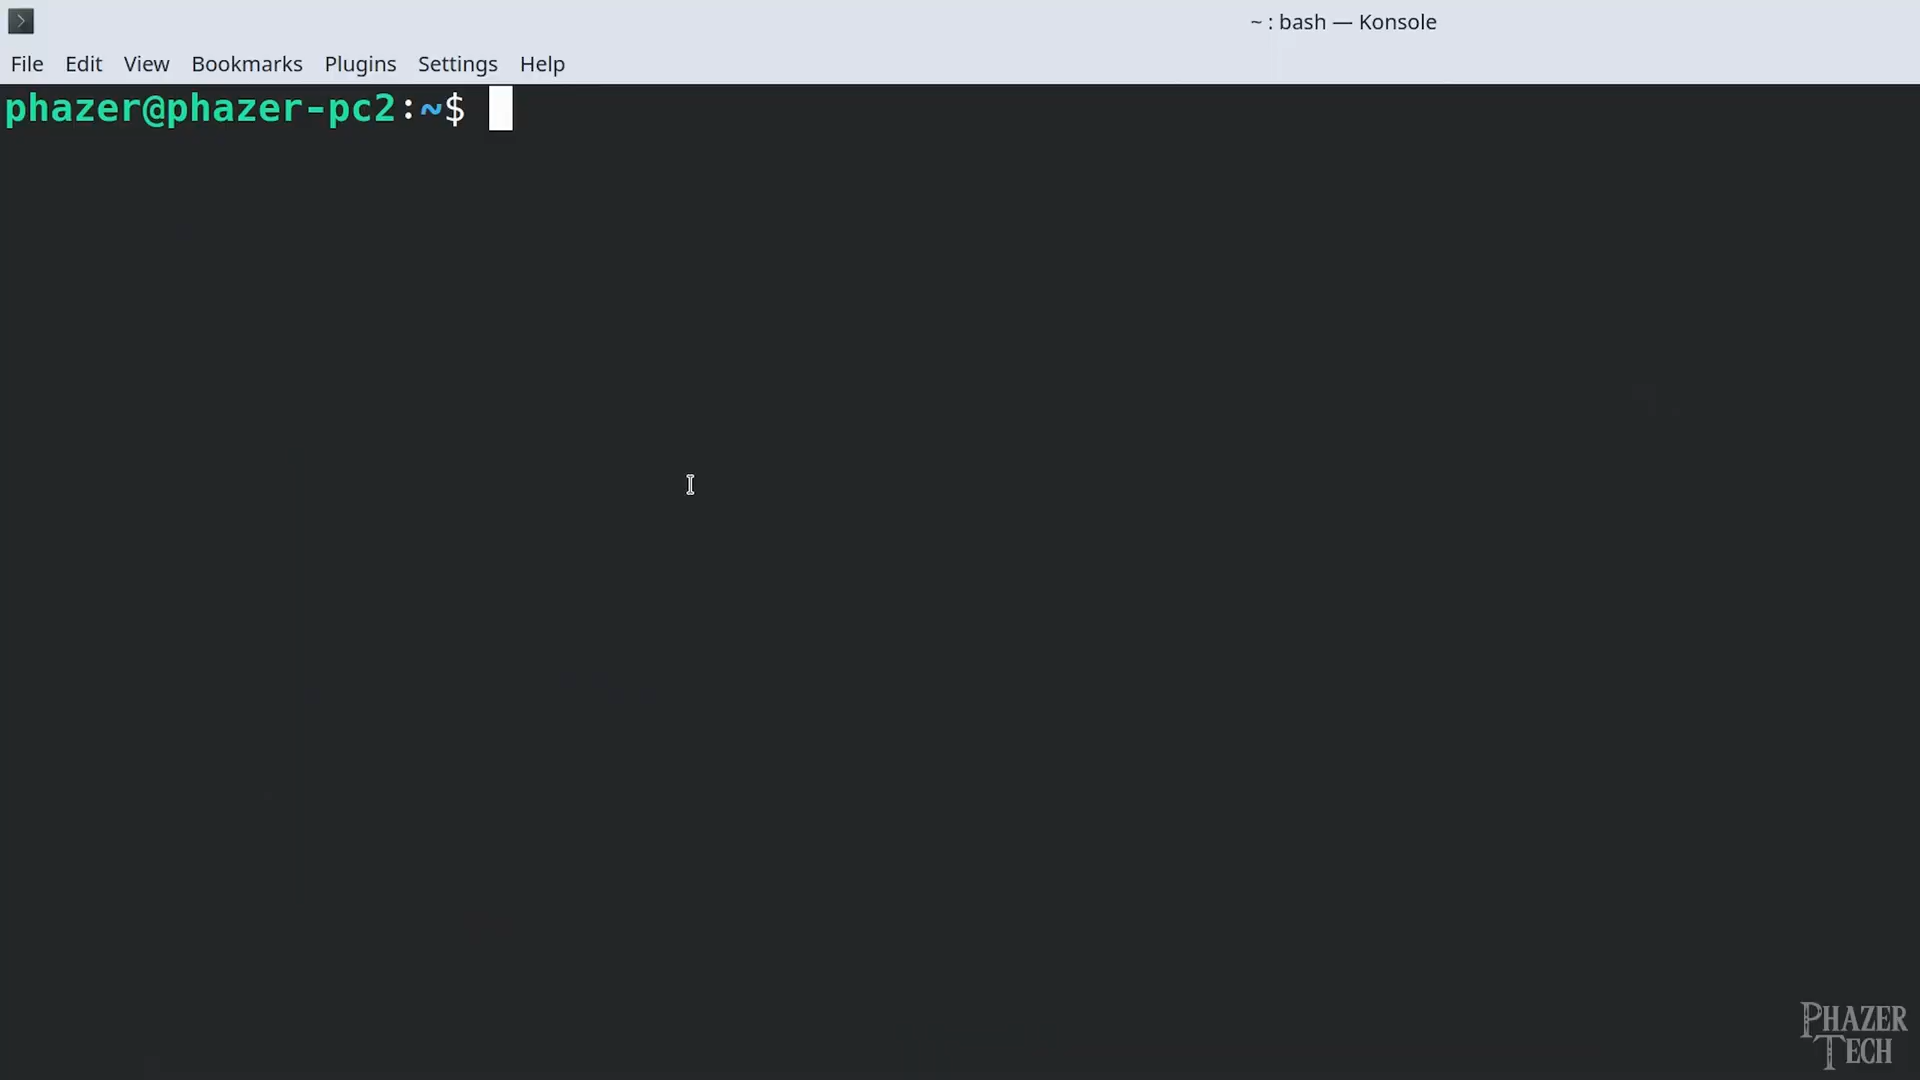 ~ : bash — Konsole
File Edit View Bookmarks Plugins Settings Help
phazer@phazer-pc2:~$
PHAZER
TECH